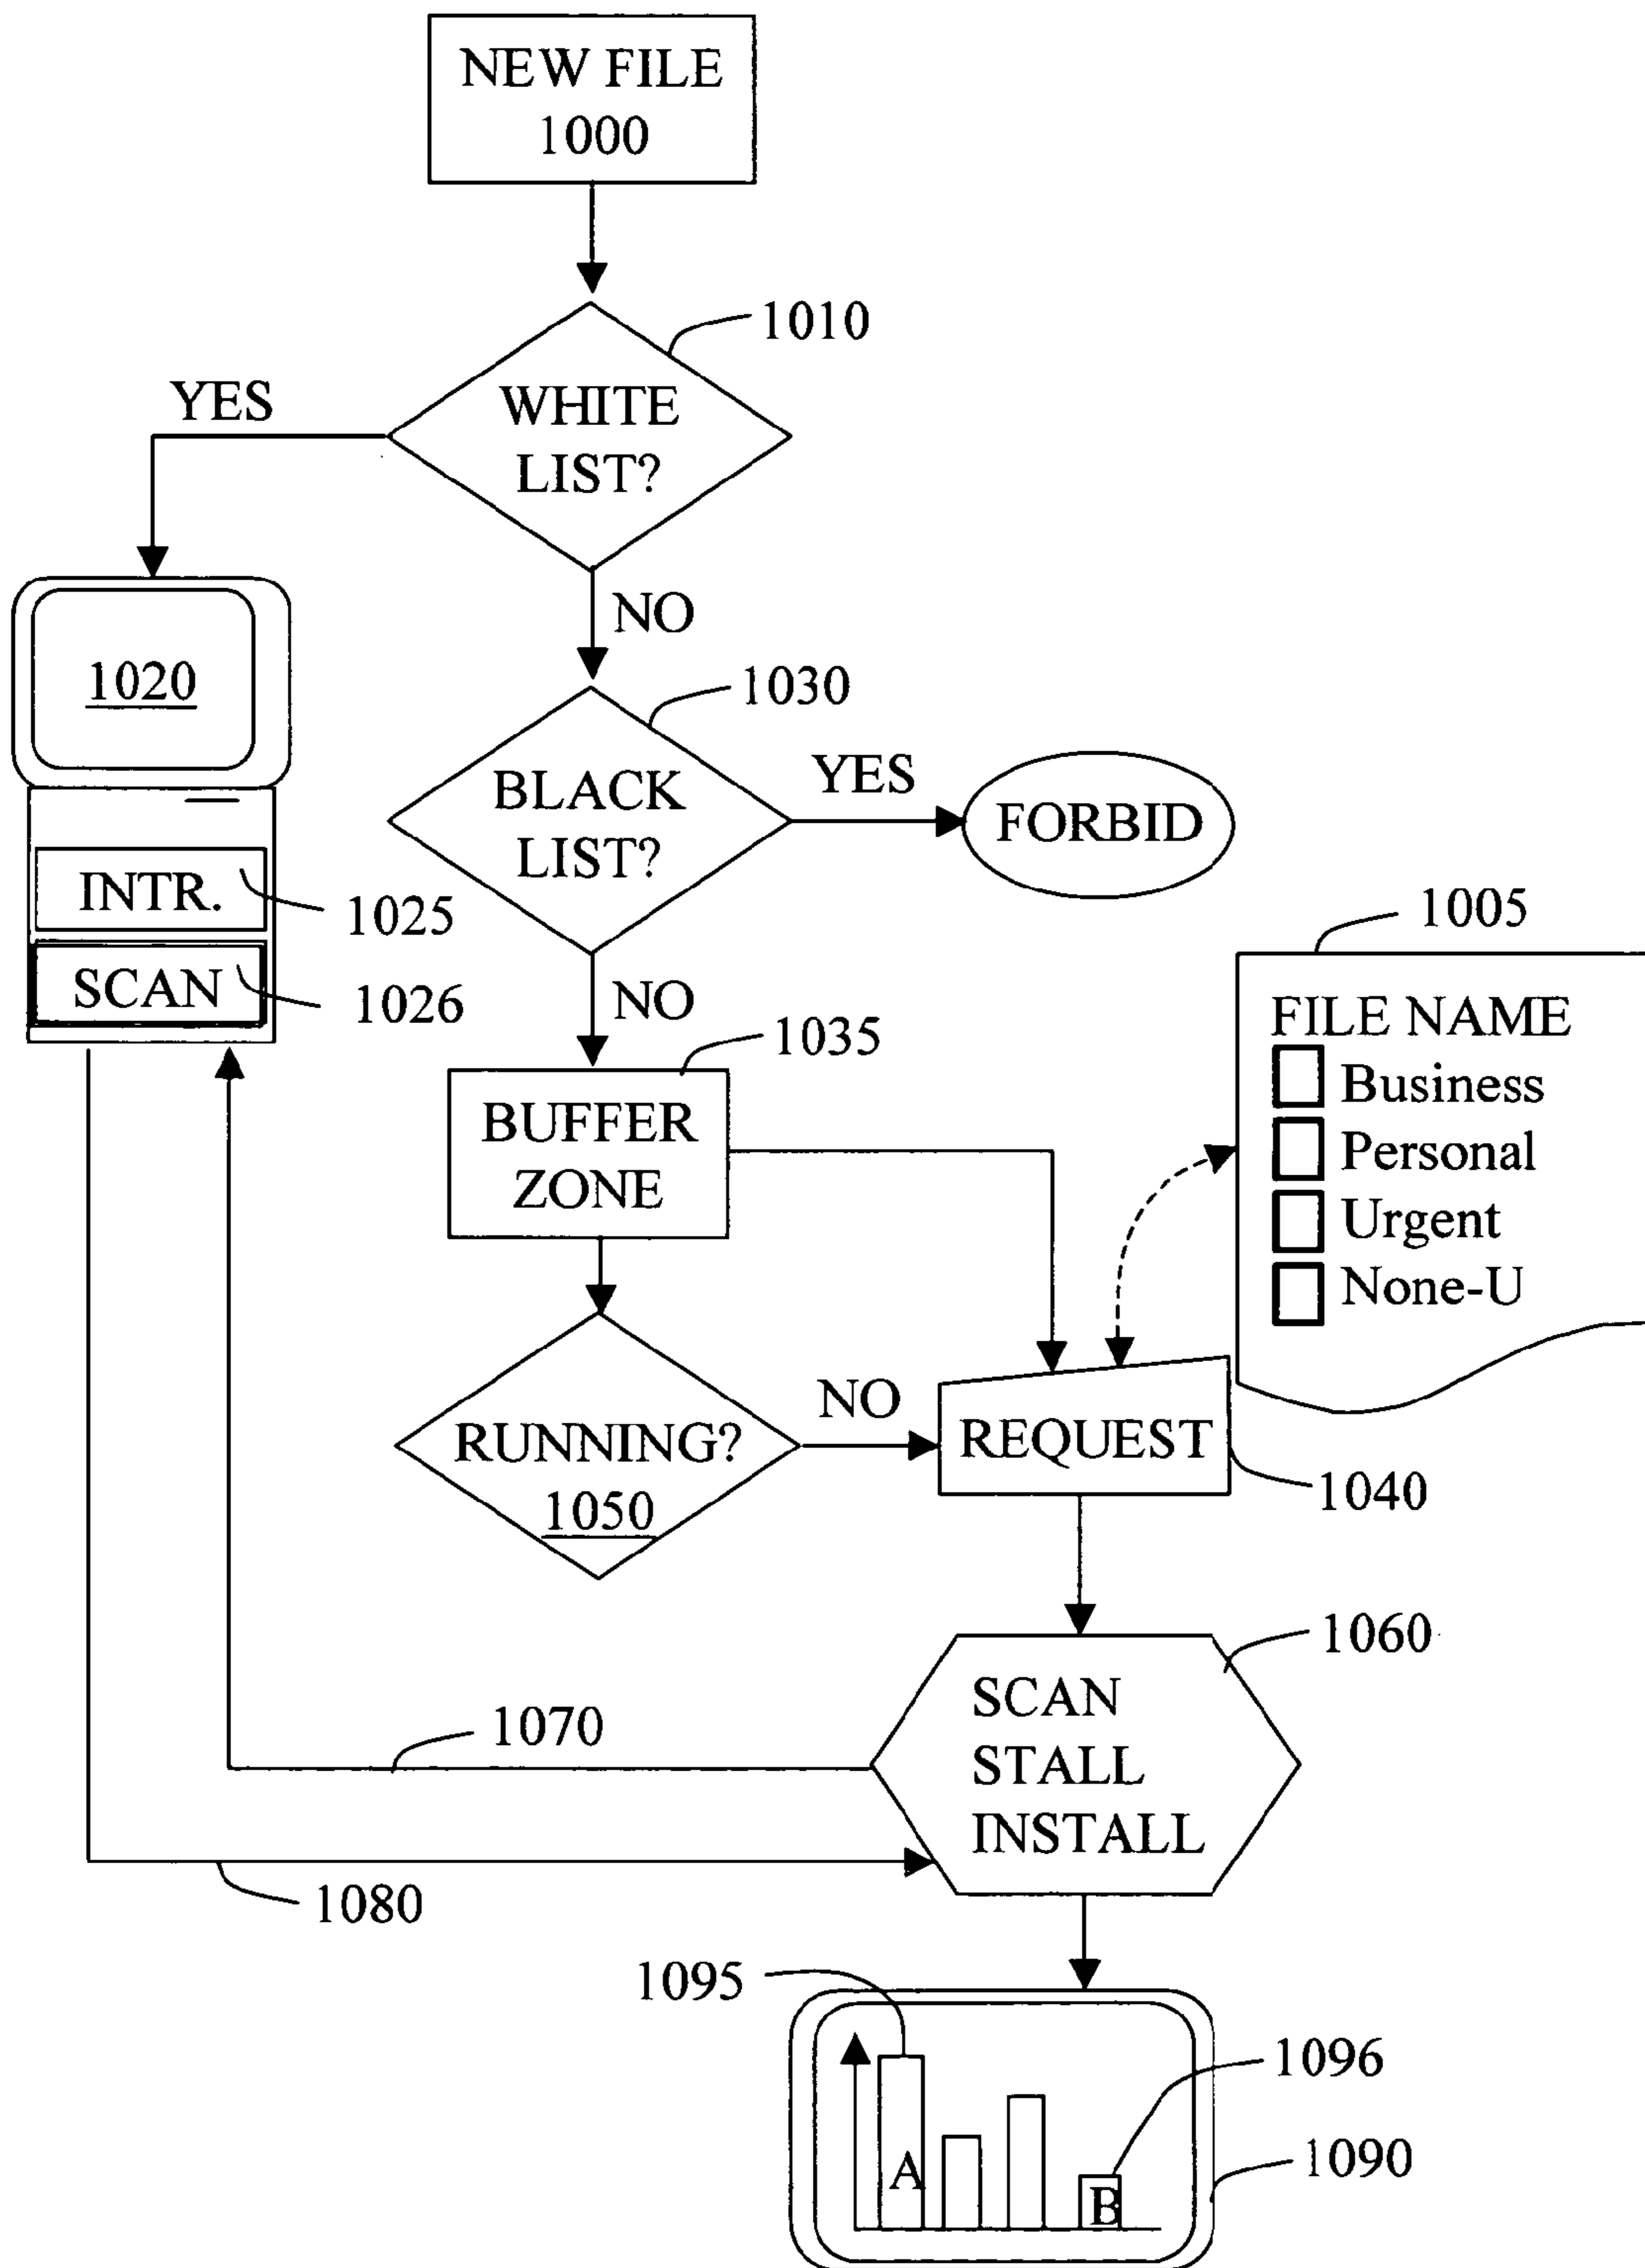 NEW FILE
1000
1010
YES
WHITE
LIST?
NO
1020
1030
BLACK
LIST?
YES
FORBID
INTR.
1025
SCAN
1026
NO
1005
FILE NAME
Business
Personal
Urgent
None-U
1035
BUFFER
ZONE
RUNNING?
1050
NO
REQUEST
1040
1060
SCAN
STALL
INSTALL
1070
1080
1095
1096
A
B
1090